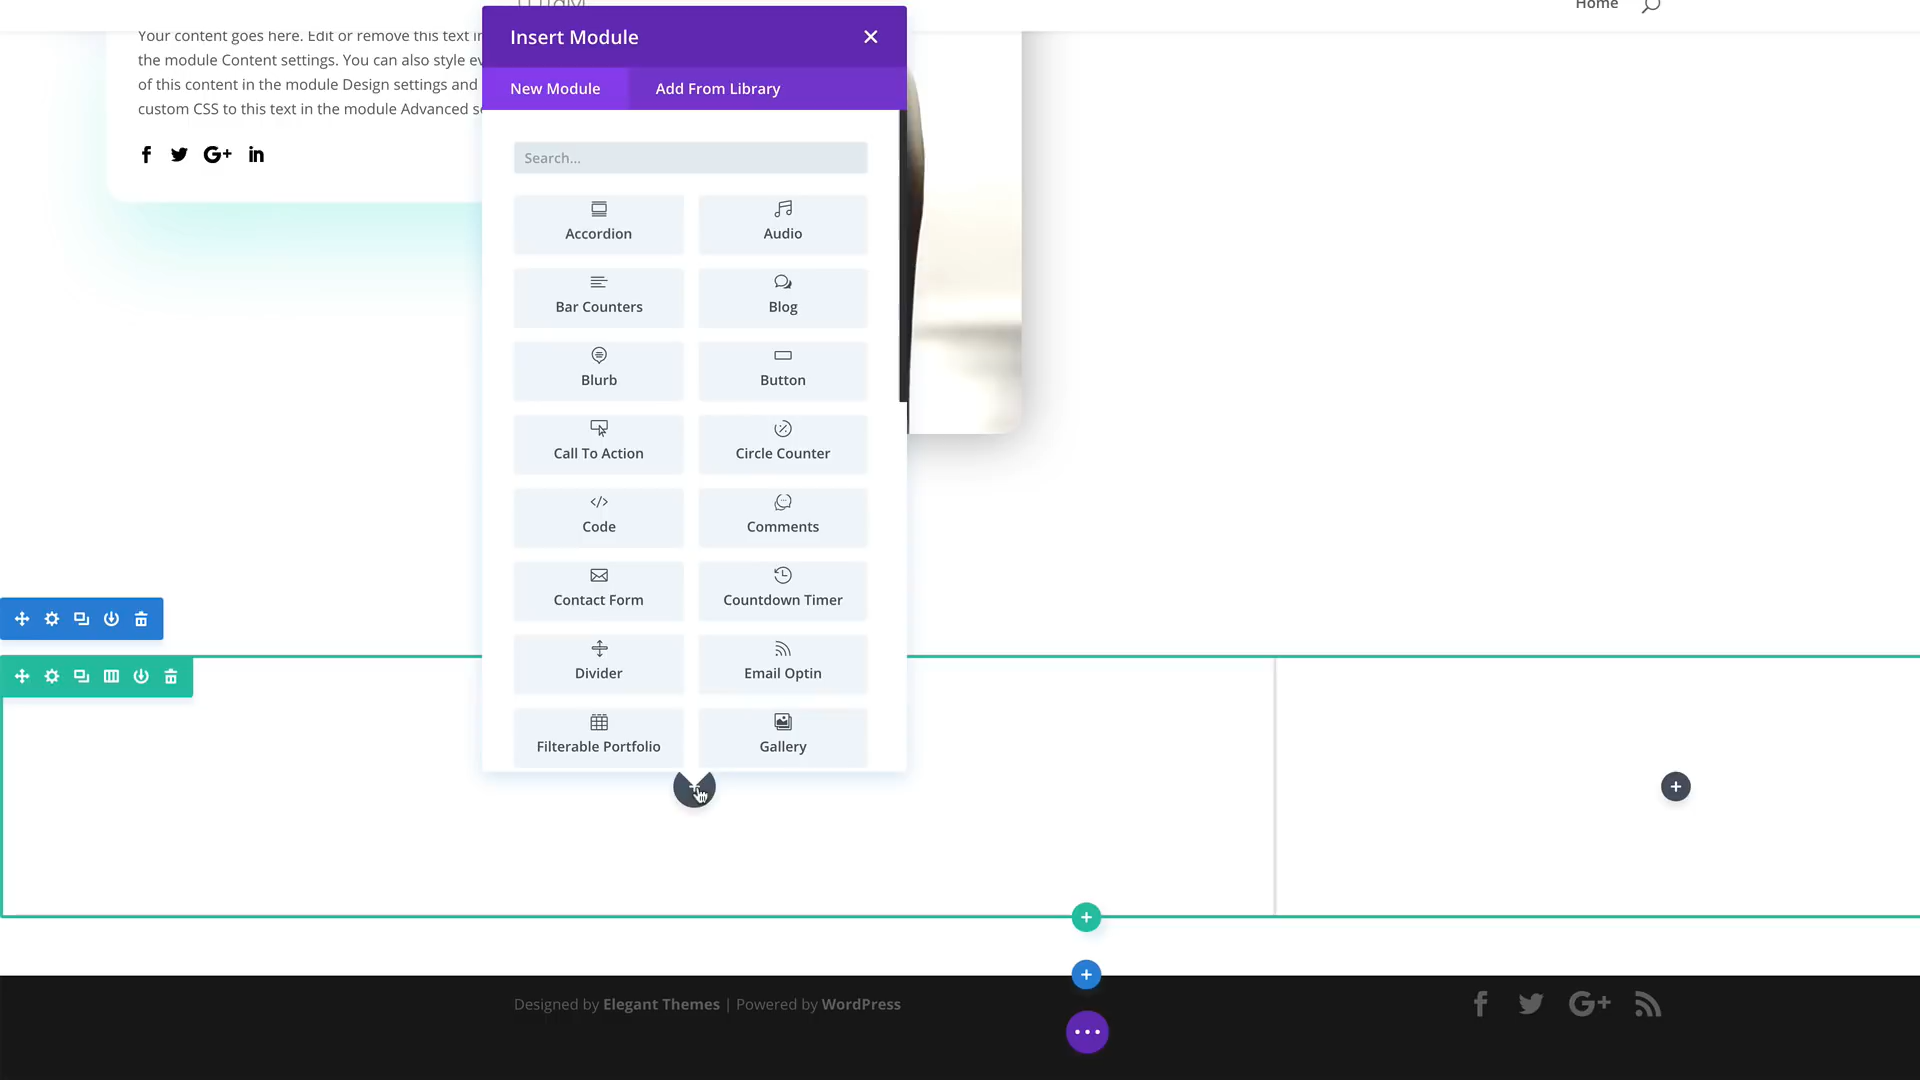 Home
Your content goes here. Edit or remove this text in
the module Content settings. You can also style ev
of this content in the module Design settings and
custom CSS to this text in the module Advanced se
Insert Module
New Module
Add From Library
Search...
Accordion
Audio
Bar Counters
Blog
Blurb
Button
Call To Action
Circle Counter
Code
Comments
Contact Form
Countdown Timer
Divider
Email Optin
Filterable Portfolio
Gallery
Designed by Elegant Themes | Powered by WordPress